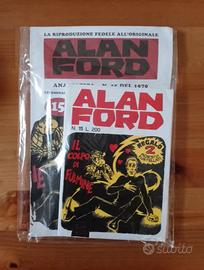 LA RIPRODUZIONE FEDELE ALL'ORIGINALE
ALAN
FORD
DEL 1970
15
ALAN
FORD
N. 15 L. 200
REGALO
2
IL
COLPO
DI
FULMINE
subito